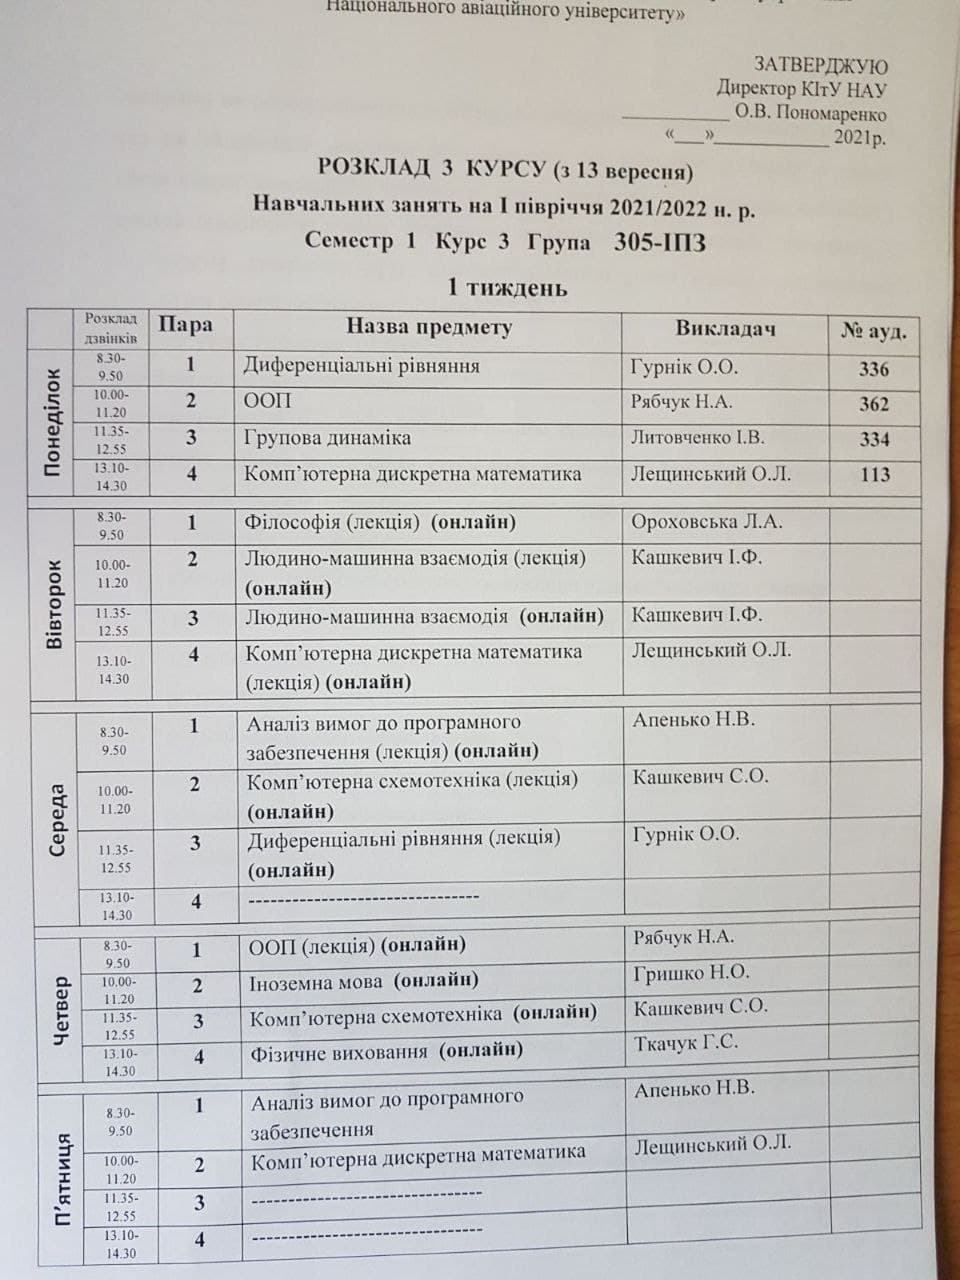 Національного авіаційного університету»
ЗАТВЕРДЖУЮ
Директор КІтУ НАУ
____________ О.В. Пономаренко
«___»_____________ 2021р.
РОЗКЛАД 3 КУРСУ (з 13 вересня)
Навчальних занять на І півріччя 2021/2022 н. р.
Семестр 1 Курс 3 Група 305-ІПЗ
1 тиждень
Розклад дзвінків Пара Назва предмету Викладач № ауд.
Понеділок
8.30-9.50 1 Диференціальні рівняння Гурнік О.О. 336
10.00-11.20 2 ООП Рябчук Н.А. 362
11.35-12.55 3 Групова динаміка Литовченко І.В. 334
13.10-14.30 4 Комп’ютерна дискретна математика Лещинський О.Л. 113
Вівторок
8.30-9.50 1 Філософія (лекція) (онлайн) Ороховська Л.А.
10.00-11.20 2 Людино-машинна взаємодія (лекція) (онлайн) Кашкевич І.Ф.
11.35-12.55 3 Людино-машинна взаємодія (онлайн) Кашкевич І.Ф.
13.10-14.30 4 Комп’ютерна дискретна математика (лекція) (онлайн) Лещинський О.Л.
Середа
8.30-9.50 1 Аналіз вимог до програмного забезпечення (лекція) (онлайн) Апенько Н.В.
10.00-11.20 2 Комп’ютерна схемотехніка (лекція) (онлайн) Кашкевич С.О.
11.35-12.55 3 Диференціальні рівняння (лекція) (онлайн) Гурнік О.О.
13.10-14.30 4 --------------------------------
Четвер
8.30-9.50 1 ООП (лекція) (онлайн) Рябчук Н.А.
10.00-11.20 2 Іноземна мова (онлайн) Гришко Н.О.
11.35-12.55 3 Комп’ютерна схемотехніка (онлайн) Кашкевич С.О.
13.10-14.30 4 Фізичне виховання (онлайн) Ткачук Г.С.
П’ятниця
8.30-9.50 1 Аналіз вимог до програмного забезпечення Апенько Н.В.
10.00-11.20 2 Комп’ютерна дискретна математика Лещинський О.Л.
11.35-12.55 3 --------------------------------
13.10-14.30 4 --------------------------------